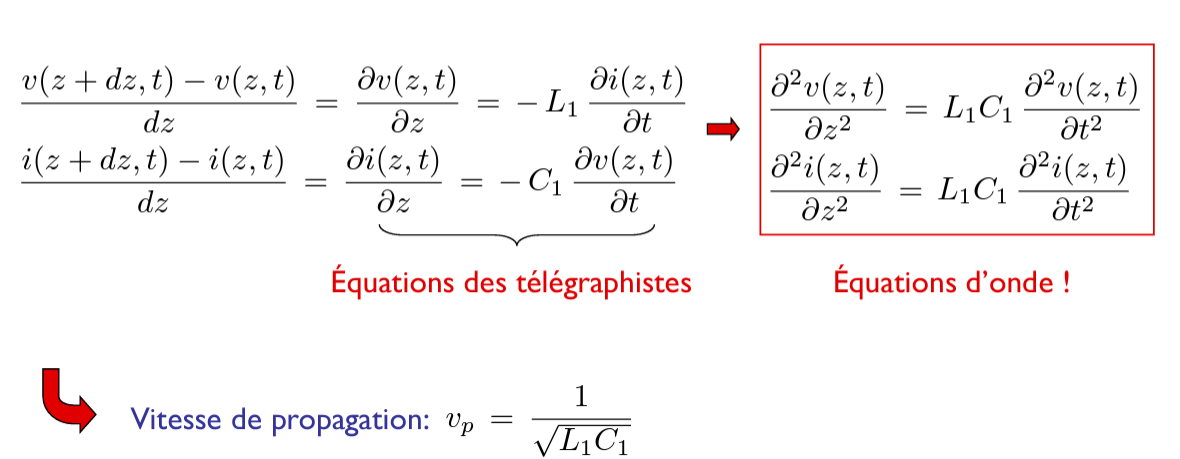 \frac{v(z + dz, t) - v(z, t)}{dz} = \frac{\partial v(z, t)}{\partial z} = - L_1 \frac{\partial i(z, t)}{\partial t}
\frac{\partial^2 v(z, t)}{\partial z^2} = L_1 C_1 \frac{\partial^2 v(z, t)}{\partial t^2}
\frac{i(z + dz, t) - i(z, t)}{dz} = \frac{\partial i(z, t)}{\partial z} = - C_1 \frac{\partial v(z, t)}{\partial t}
\frac{\partial^2 i(z, t)}{\partial z^2} = L_1 C_1 \frac{\partial^2 i(z, t)}{\partial t^2}
Équations des télégraphistes
Équations d’onde !
Vitesse de propagation: v_p = \frac{1}{\sqrt{L_1 C_1}}